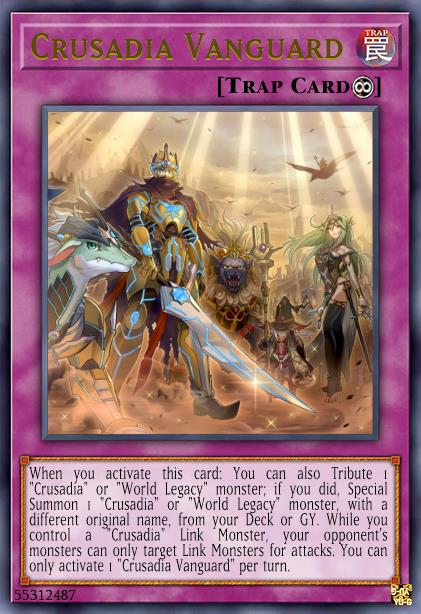 Crusadia Vanguard
TRAP
罠
[Trap Card]
When you activate this card: You can also Tribute 1
"Crusadia" or "World Legacy" monster; if you did, Special
Summon 1 "Crusadia" or "World Legacy" monster, with a
different original name, from your Deck or GY. While you
control a "Crusadia" Link Monster, your opponent's
monsters can only target Link Monsters for attacks. You can
only activate 1 "Crusadia Vanguard" per turn.
55312487